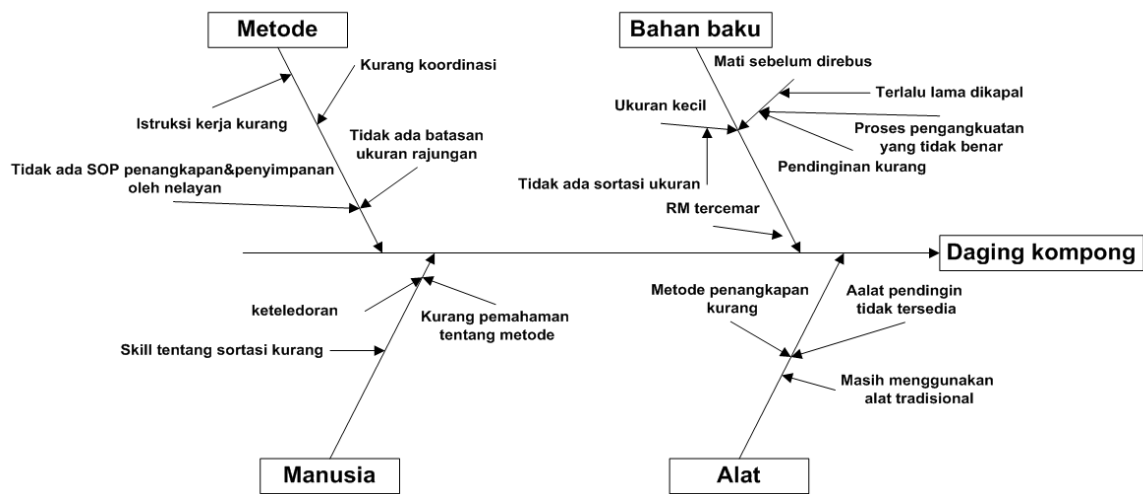 Metode
Bahan baku
Kurang koordinasi
Istruksi kerja kurang
Tidak ada batasan
ukuran rajungan
Tidak ada SOP penangkapan&penyimpanan
oleh nelayan
Mati sebelum direbus
Terlalu lama dikapal
Ukuran kecil
Proses pengangkuatan
yang tidak benar
Pendinginan kurang
Tidak ada sortasi ukuran
RM tercemar
Daging kompong
keteledoran
Kurang pemahaman
tentang metode
Skill tentang sortasi kurang
Metode penangkapan
kurang
Aalat pendingin
tidak tersedia
Masih menggunakan
alat tradisional
Manusia
Alat